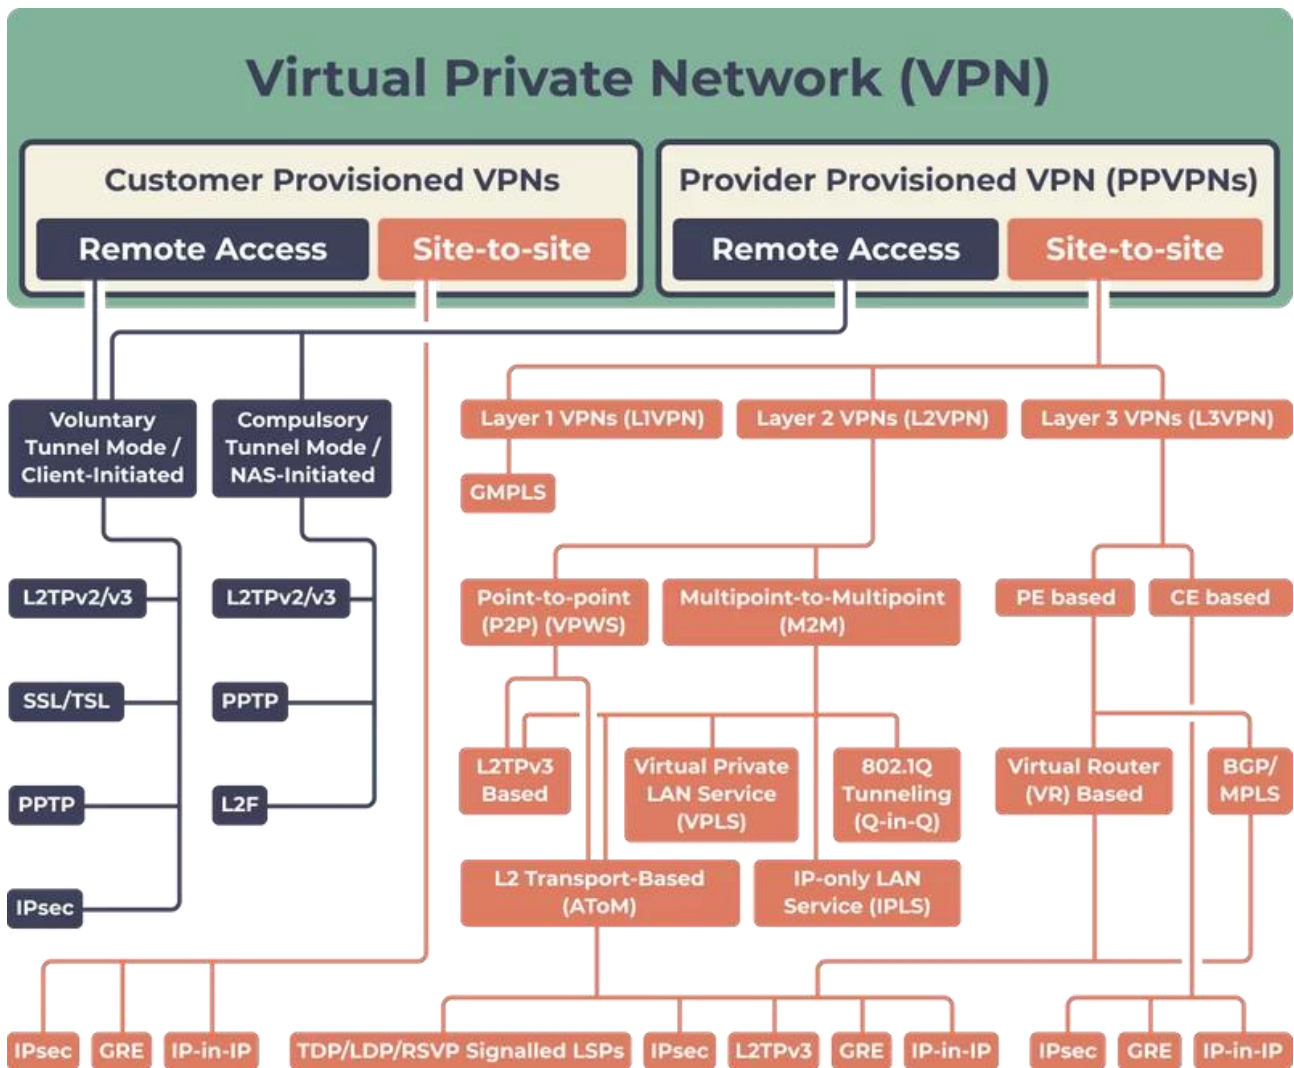 Virtual Private Network (VPN)
Customer Provisioned VPNs
Provider Provisioned VPN (PPVPNs)
Remote Access
Site-to-site
Remote Access
Site-to-site
Voluntary
Tunnel Mode /
Client-Initiated
Compulsory
Tunnel Mode /
NAS-Initiated
Layer 1 VPNs (L1VPN)
Layer 2 VPNs (L2VPN)
Layer 3 VPNs (L3VPN)
GMPLS
L2TPv2/v3
L2TPv2/v3
Point-to-point
(P2P) (VPWS)
Multipoint-to-Multipoint
(M2M)
PE based
CE based
SSL/TSL
PPTP
L2TPv3
Based
Virtual Private
LAN Service
(VPLS)
802.1Q
Tunneling
(Q-in-Q)
Virtual Router
(VR) Based
BGP/
MPLS
PPTP
L2F
L2 Transport-Based
(AToM)
IP-only LAN
Service (IPLS)
IPsec
IPsec
GRE
IP-in-IP
TDP/LDP/RSVP Signalled LSPs
IPsec
L2TPv3
GRE
IP-in-IP
IPsec
GRE
IP-in-IP